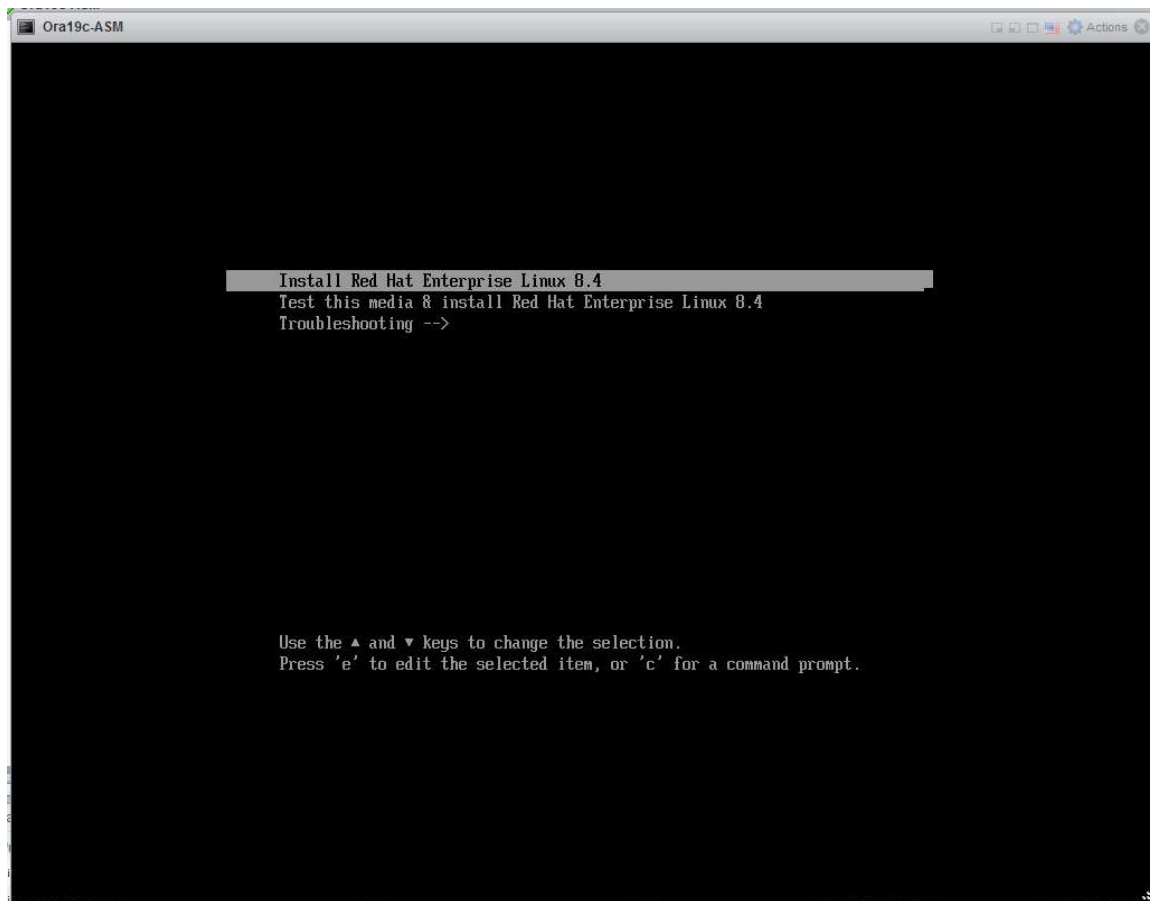 Ora19c-ASM
Actions
Install Red Hat Enterprise Linux 8.4
Test this media & install Red Hat Enterprise Linux 8.4
Troubleshooting -->
Use the ▲ and ▼ keys to change the selection.
Press 'e' to edit the selected item, or 'c' for a command prompt.